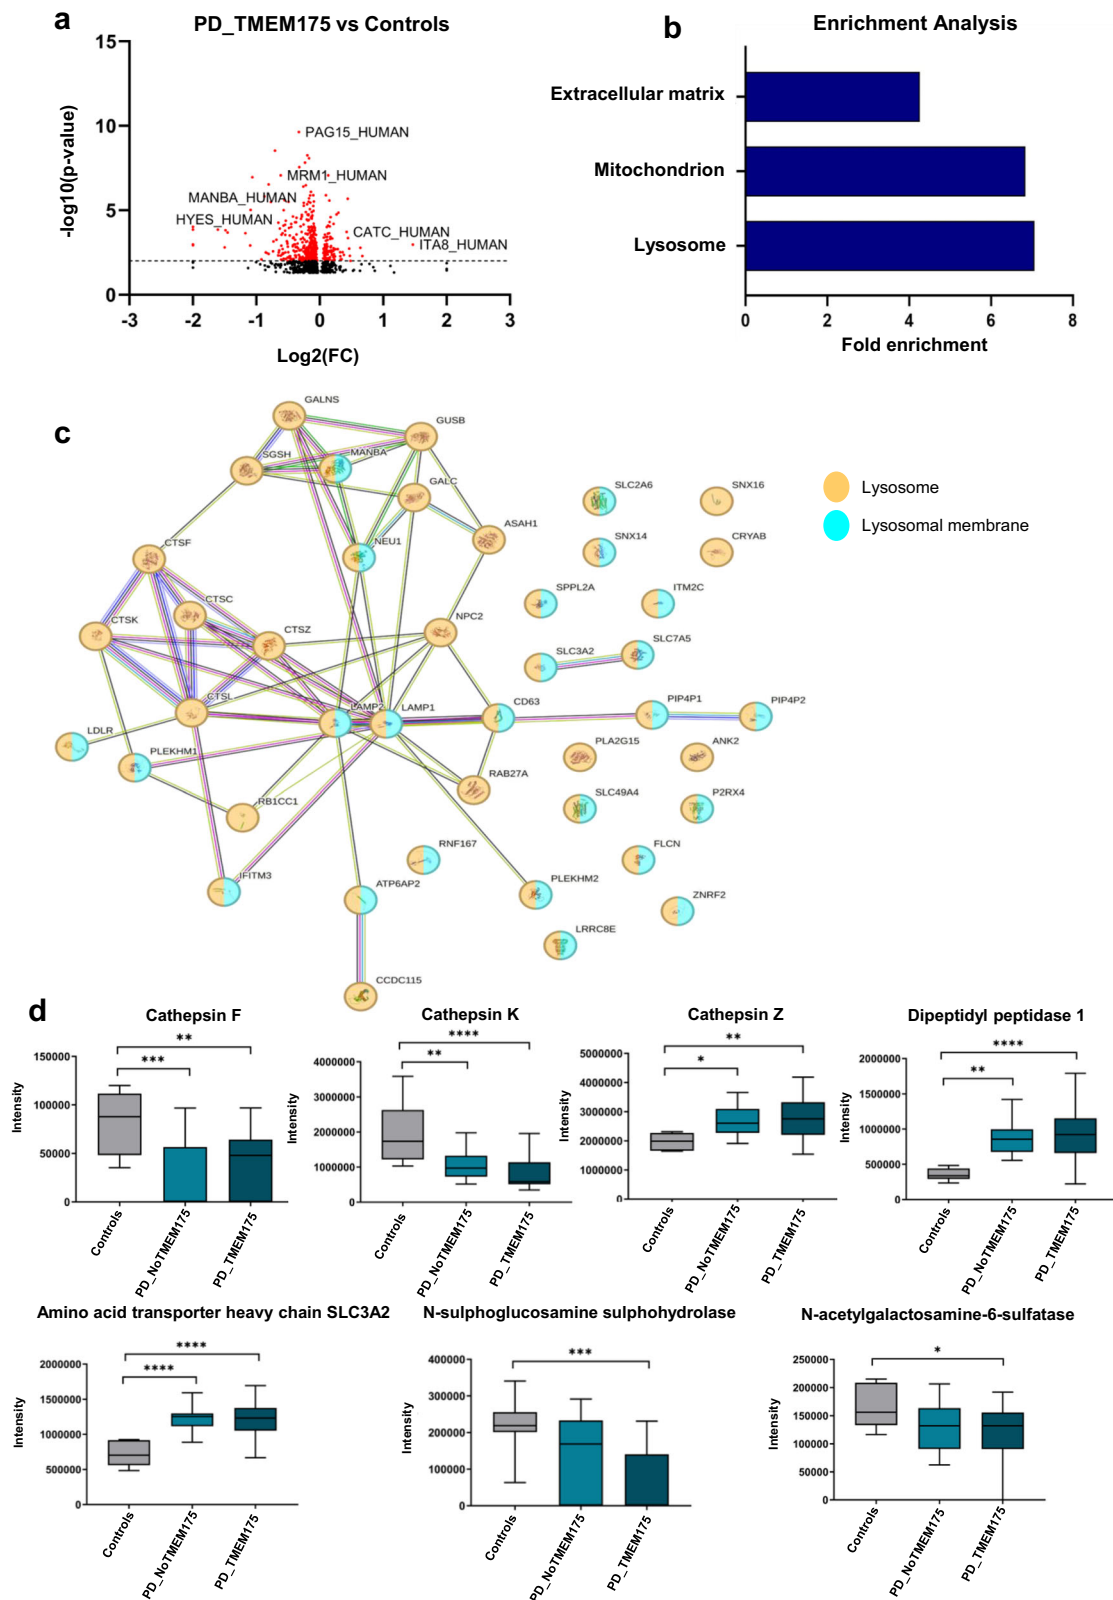 a
PD_TMEM175 vs Controls
15
10
5
0
-log10(p-value)
PAG15_HUMAN
MRM1_HUMAN
MANBA_HUMAN
HYES_HUMAN
CATC_HUMAN
ITA8_HUMAN
-3 -2 -1 0 1 2 3
Log2(FC)
b
Enrichment Analysis
Extracellular matrix
Mitochondrion
Lysosome
0 2 4 6 8
Fold enrichment
c
GALNS
GUSB
SGSH
MANBA
GALC
ASAH1
NEU1
CTSF
CTSC
CTSK
CTSZ
NPC2
CTSL
LAMP2
LAMP1
CD63
LDLR
PLEKHM1
RB1CC1
RAB27A
IFITM3
RNF167
ATP6AP2
PLEKHM2
CCDC115
LRRC8E
SLC2A6
SNX16
SNX14
CRYAB
SPPL2A
ITM2C
SLC3A2
SLC7A5
PIP4P1
PIP4P2
PLA2G15
ANK2
SLC49A4
P2RX4
FLCN
ZNRF2
Lysosome
Lysosomal membrane
d
Cathepsin F
**
***
150000
100000
50000
0
Intensity
Controls
PD_NoTMEM175
PD_TMEM175
Cathepsin K
****
**
4000000
3000000
2000000
1000000
0
Intensity
Controls
PD_NoTMEM175
PD_TMEM175
Cathepsin Z
**
*
5000000
4000000
3000000
2000000
1000000
0
Intensity
Controls
PD_NoTMEM175
PD_TMEM175
Dipeptidyl peptidase 1
****
**
2000000
1500000
1000000
500000
0
Intensity
Controls
PD_NoTMEM175
PD_TMEM175
Amino acid transporter heavy chain SLC3A2
****
****
2000000
1500000
1000000
500000
0
Intensity
Controls
PD_NoTMEM175
PD_TMEM175
N-sulphoglucosamine sulphohydrolase
***
400000
300000
200000
100000
0
Intensity
Controls
PD_NoTMEM175
PD_TMEM175
N-acetylgalactosamine-6-sulfatase
*
250000
200000
150000
100000
50000
0
Intensity
Controls
PD_NoTMEM175
PD_TMEM175